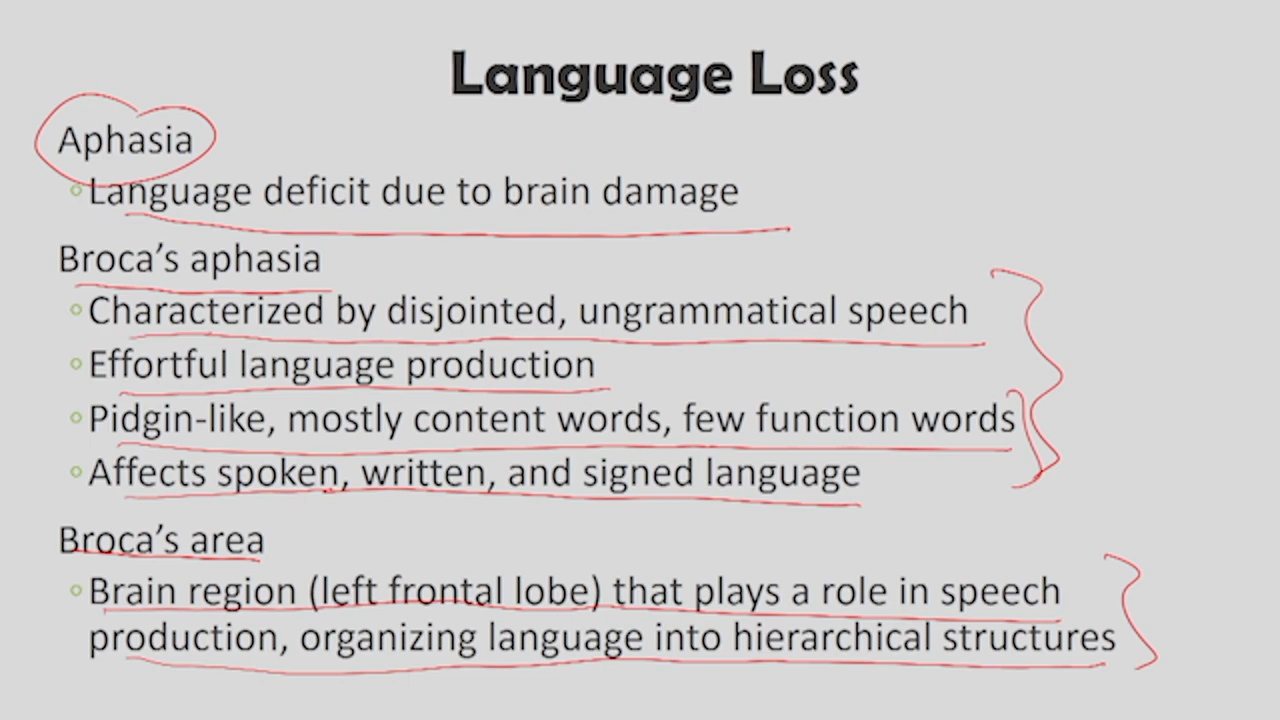 Language Loss
Aphasia
Language deficit due to brain damage
Broca’s aphasia
Characterized by disjointed, ungrammatical speech
Effortful language production
Pidgin-like, mostly content words, few function words
Affects spoken, written, and signed language
Broca’s area
Brain region (left frontal lobe) that plays a role in speech
production, organizing language into hierarchical structures